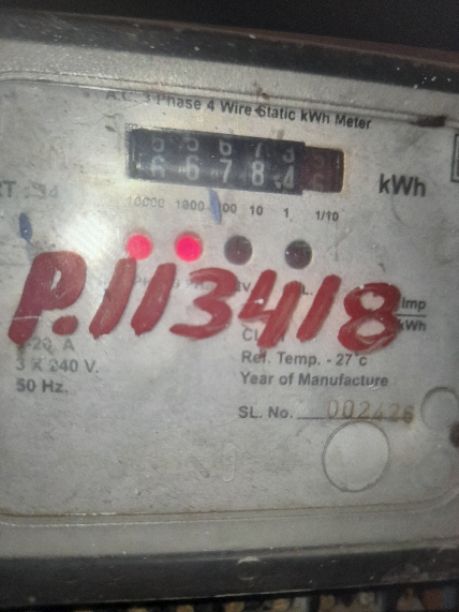 A.C. 3 Phase 4 Wire Static kWh Meter
6 6 7 8 4
kWh
10000 1000 100 10 1 1/10
P.113418
Imp
kWh
3 X 240 V.
50 Hz.
Ref. Temp. - 27°c
Year of Manufacture
SL. No. 002426